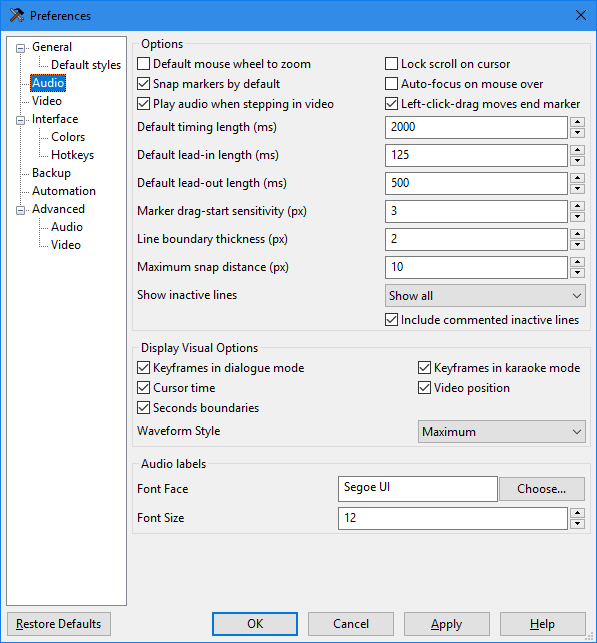 Preferences
General
Default styles
Audio
Video
Interface
Colors
Hotkeys
Backup
Automation
Advanced
Audio
Video
Options
Default mouse wheel to zoom
Lock scroll on cursor
Snap markers by default
Auto-focus on mouse over
Play audio when stepping in video
Left-click-drag moves end marker
Default timing length (ms)
2000
Default lead-in length (ms)
125
Default lead-out length (ms)
500
Marker drag-start sensitivity (px)
3
Line boundary thickness (px)
2
Maximum snap distance (px)
10
Show inactive lines
Show all
Include commented inactive lines
Display Visual Options
Keyframes in dialogue mode
Keyframes in karaoke mode
Cursor time
Video position
Seconds boundaries
Waveform Style
Maximum
Audio labels
Font Face
Segoe UI
Choose...
Font Size
12
Restore Defaults
OK
Cancel
Apply
Help